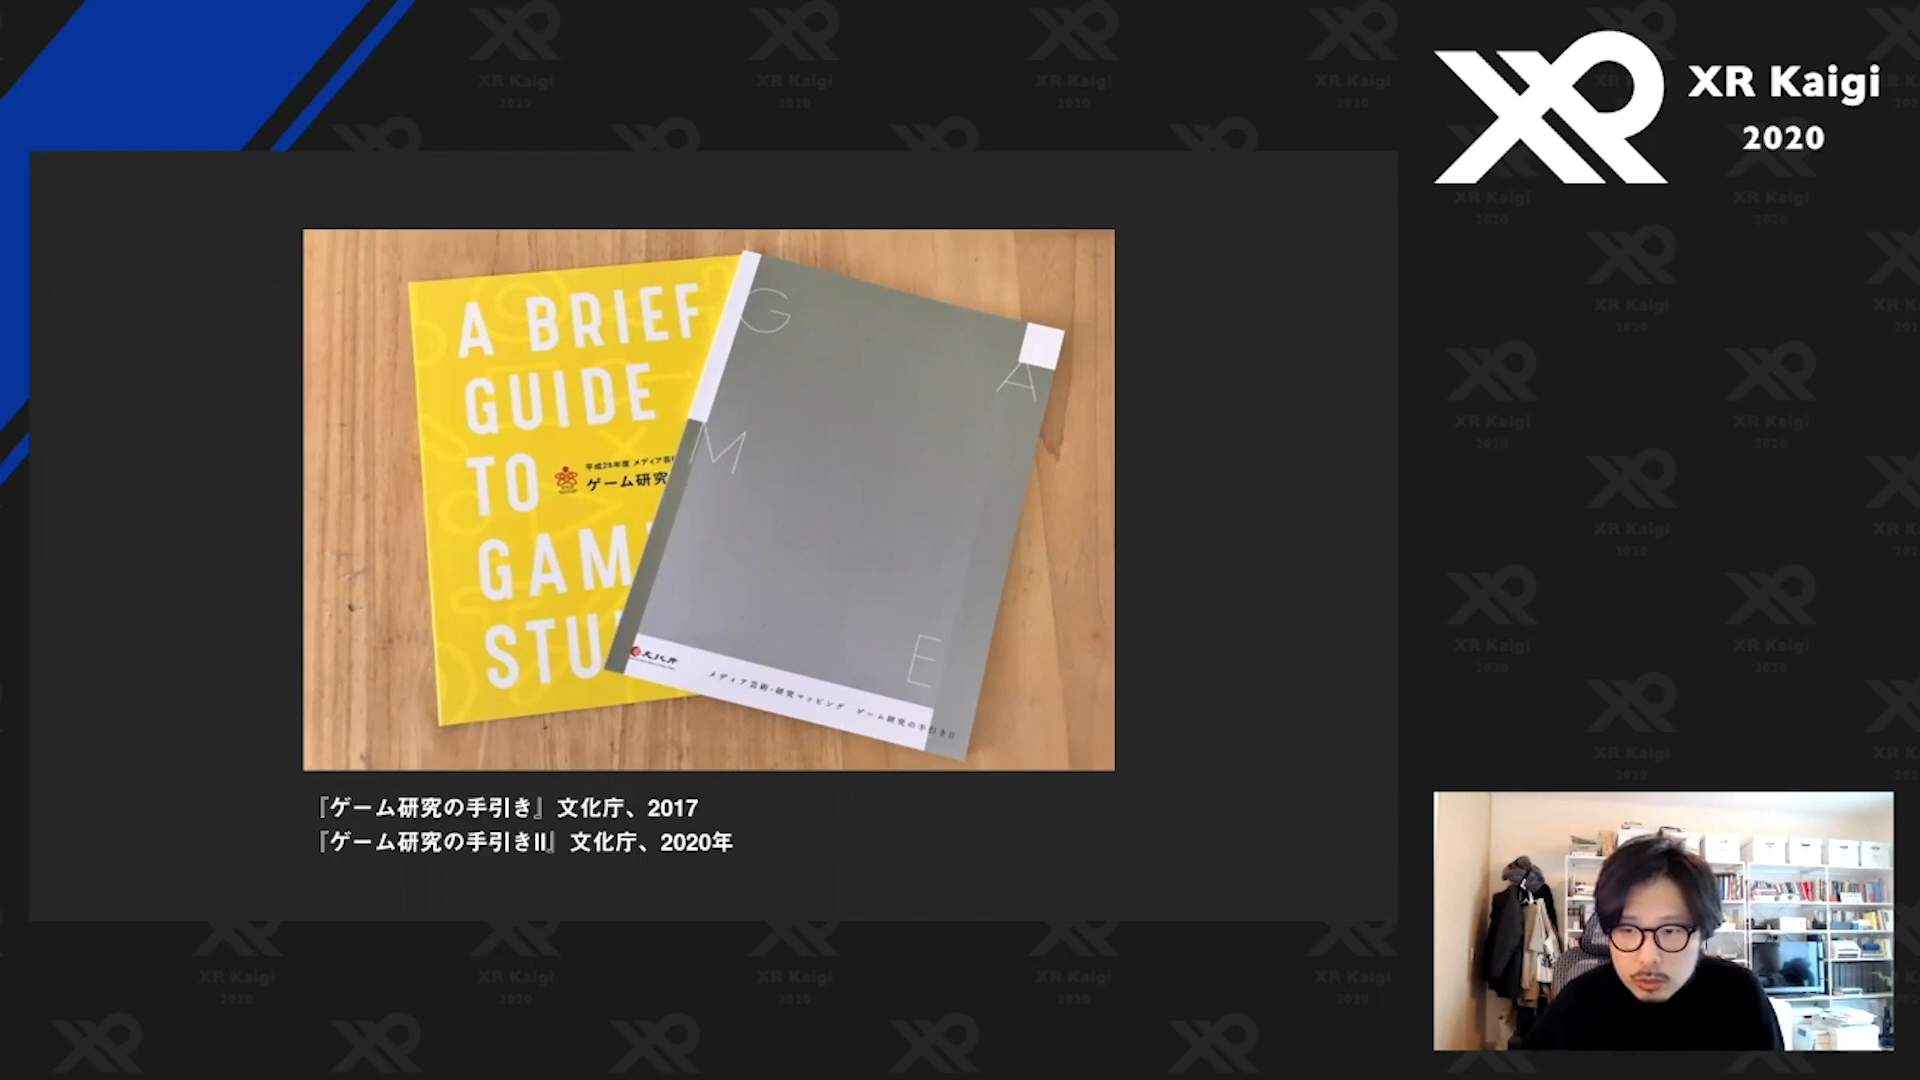 XR Kaigi
2020
A BRIEF
GUIDE
TO
GAM
STU
平成28年度 メディア芸
ゲーム研究
G
A
M
E
文化庁
メディア芸術・研究マッピング ゲーム研究の手引きII
『ゲーム研究の手引き』文化庁、2017
『ゲーム研究の手引きII』文化庁、2020年